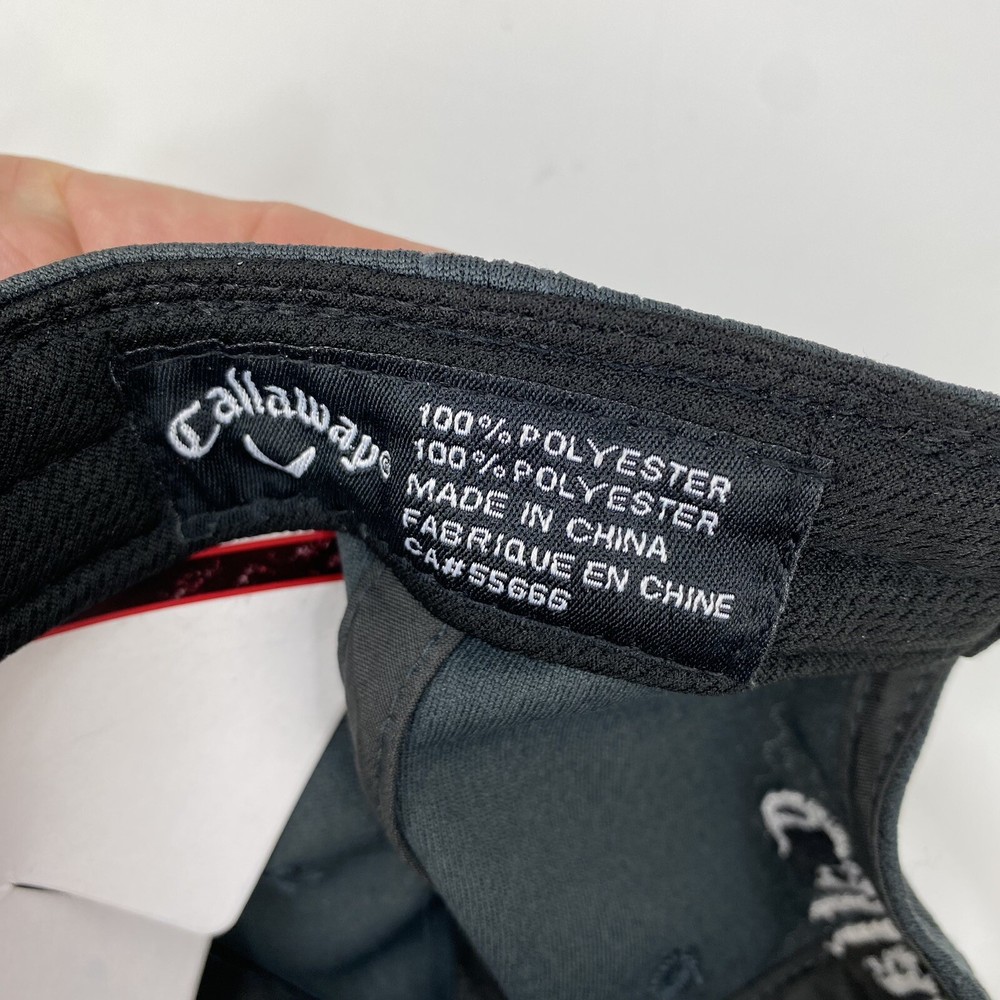 Callaway®
100% POLYESTER
100% POLYESTER
MADE IN CHINA
FABRIQUE EN CHINE
CA#55666